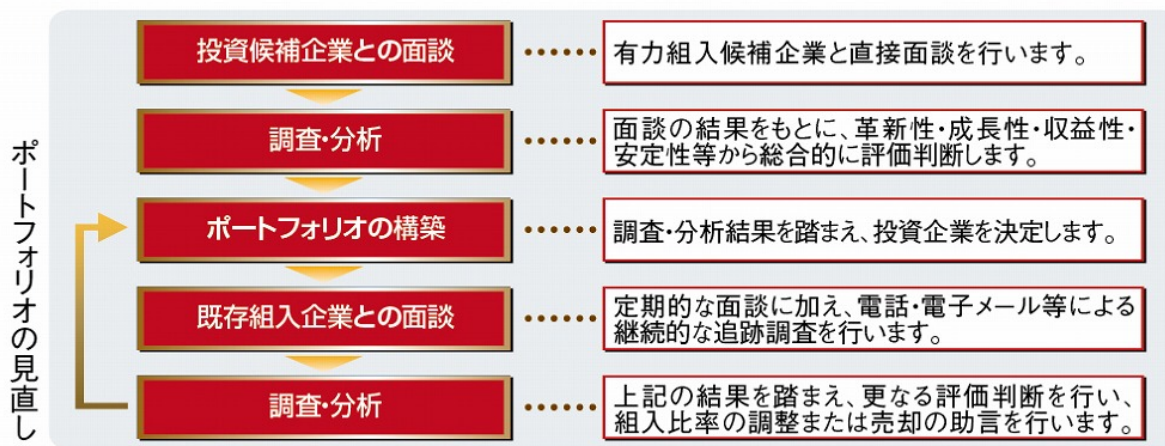 投資候補企業との面談
有力組入候補企業と直接面談を行います。
調査・分析
面談の結果をもとに、革新性・成長性・収益性・
安定性等から総合的に評価判断します。
ポートフォリオの構築
調査・分析結果を踏まえ、投資企業を決定します。
既存組入企業との面談
定期的な面談に加え、電話・電子メール等による
継続的な追跡調査を行います。
調査・分析
上記の結果を踏まえ、更なる評価判断を行い、
組入比率の調整または売却の助言を行います。
ポートフォリオの見直し